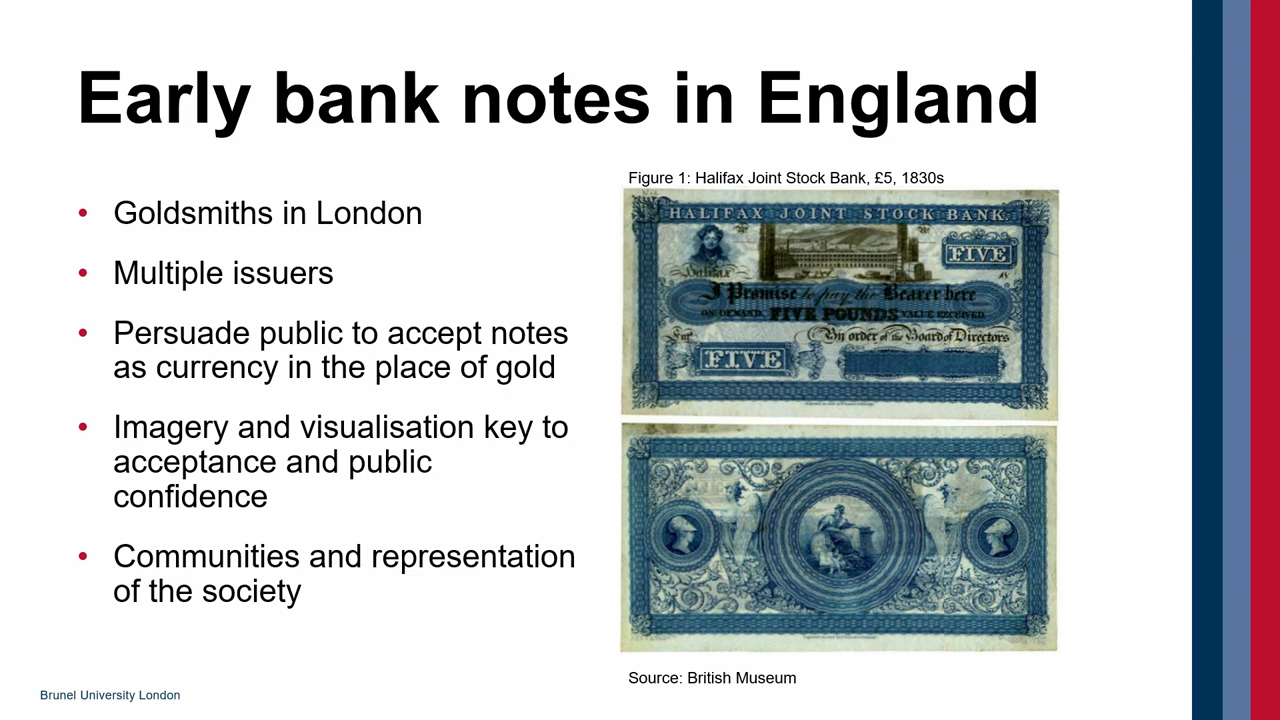 Early bank notes in England
• Goldsmiths in London
• Multiple issuers
• Persuade public to accept notes
as currency in the place of gold
• Imagery and visualisation key to
acceptance and public
confidence
• Communities and representation
of the society
Figure 1: Halifax Joint Stock Bank, £5, 1830s
HALIFAX JOINT STOCK BANK.
FIVE
Halifax
I Promise to pay the Bearer here
ON DEMAND, FIVE POUNDS VALUE RECEIVED
For
By order of the Board of Directors
FIVE
Source: British Museum
Brunel University London